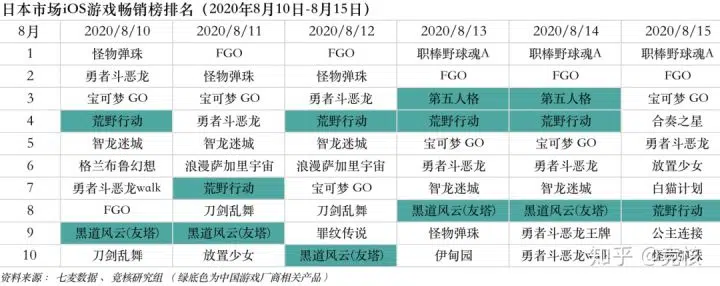 日本市场iOS游戏畅销榜排名（2020年8月10日-8月15日）
8月 2020/8/10 2020/8/11 2020/8/12 2020/8/13 2020/8/14 2020/8/15
1 怪物弹珠 FGO FGO 职棒野球魂A 职棒野球魂A 职棒野球魂A
2 勇者斗恶龙 怪物弹珠 怪物弹珠 FGO FGO FGO
3 宝可梦 GO 宝可梦 GO 勇者斗恶龙 第五人格 第五人格 宝可梦 GO
4 荒野行动 勇者斗恶龙 荒野行动 荒野行动 荒野行动 合奏之星
5 智龙迷城 智龙迷城 智龙迷城 宝可梦 GO 宝可梦 GO 勇者斗恶龙
6 格兰布鲁幻想 浪漫萨加里宇宙 浪漫萨加里宇宙 勇者斗恶龙 勇者斗恶龙 放置少女
7 勇者斗恶龙walk 荒野行动 宝可梦 GO 智龙迷城 智龙迷城 白猫计划
8 FGO 刀剑乱舞 刀剑乱舞 黑道风云(友塔) 黑道风云(友塔) 荒野行动
9 黑道风云(友塔) 黑道风云(友塔) 罪纹传说 怪物弹珠 勇者斗恶龙王牌 公主连接
10 刀剑乱舞 放置少女 黑道风云(友塔) 伊甸园 勇者斗恶龙walk 怪物弹珠
资料来源： 七麦数据 、竞核研究组 （ 绿底色为中国游戏厂商相关产品）
知乎 @竞核